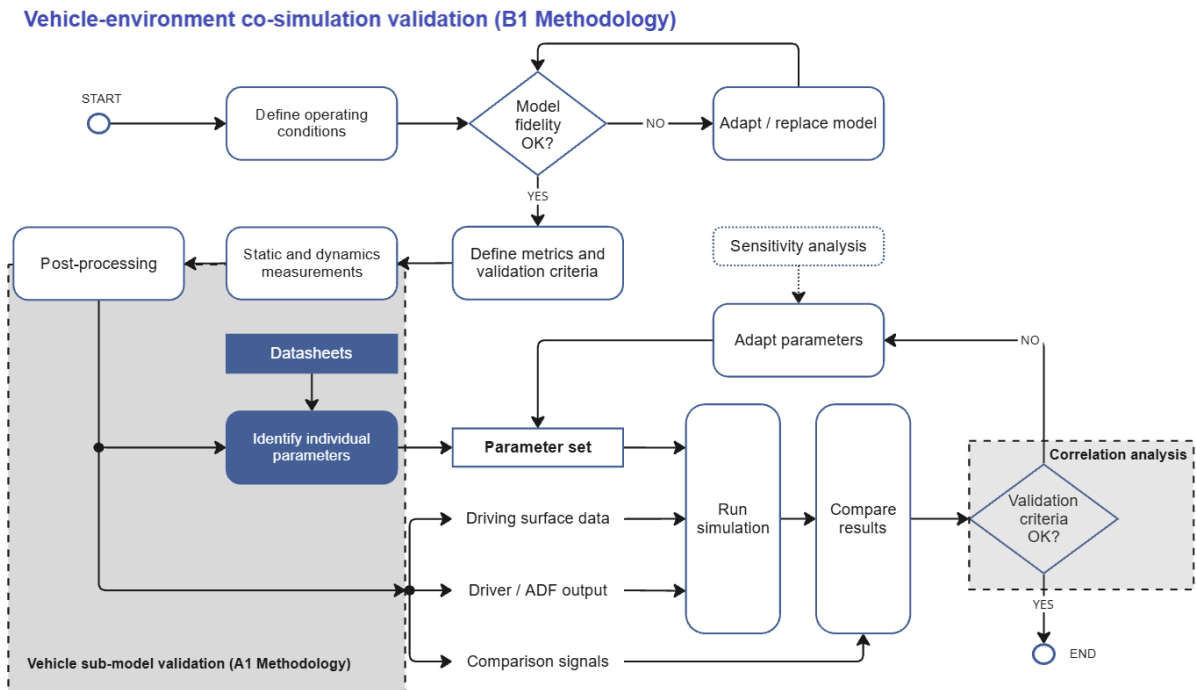 Vehicle-environment co-simulation validation (B1 Methodology)
START
Define operating
conditions
Model
fidelity
OK?
NO
Adapt / replace model
YES
Post-processing
Static and dynamics
measurements
Define metrics and
validation criteria
Sensitivity analysis
Datasheets
Adapt parameters
NO
Identify individual
parameters
Parameter set
Correlation analysis
Driving surface data
Run
simulation
Compare
results
Validation
criteria
OK?
Driver / ADF output
YES
Vehicle sub-model validation (A1 Methodology)
Comparison signals
END